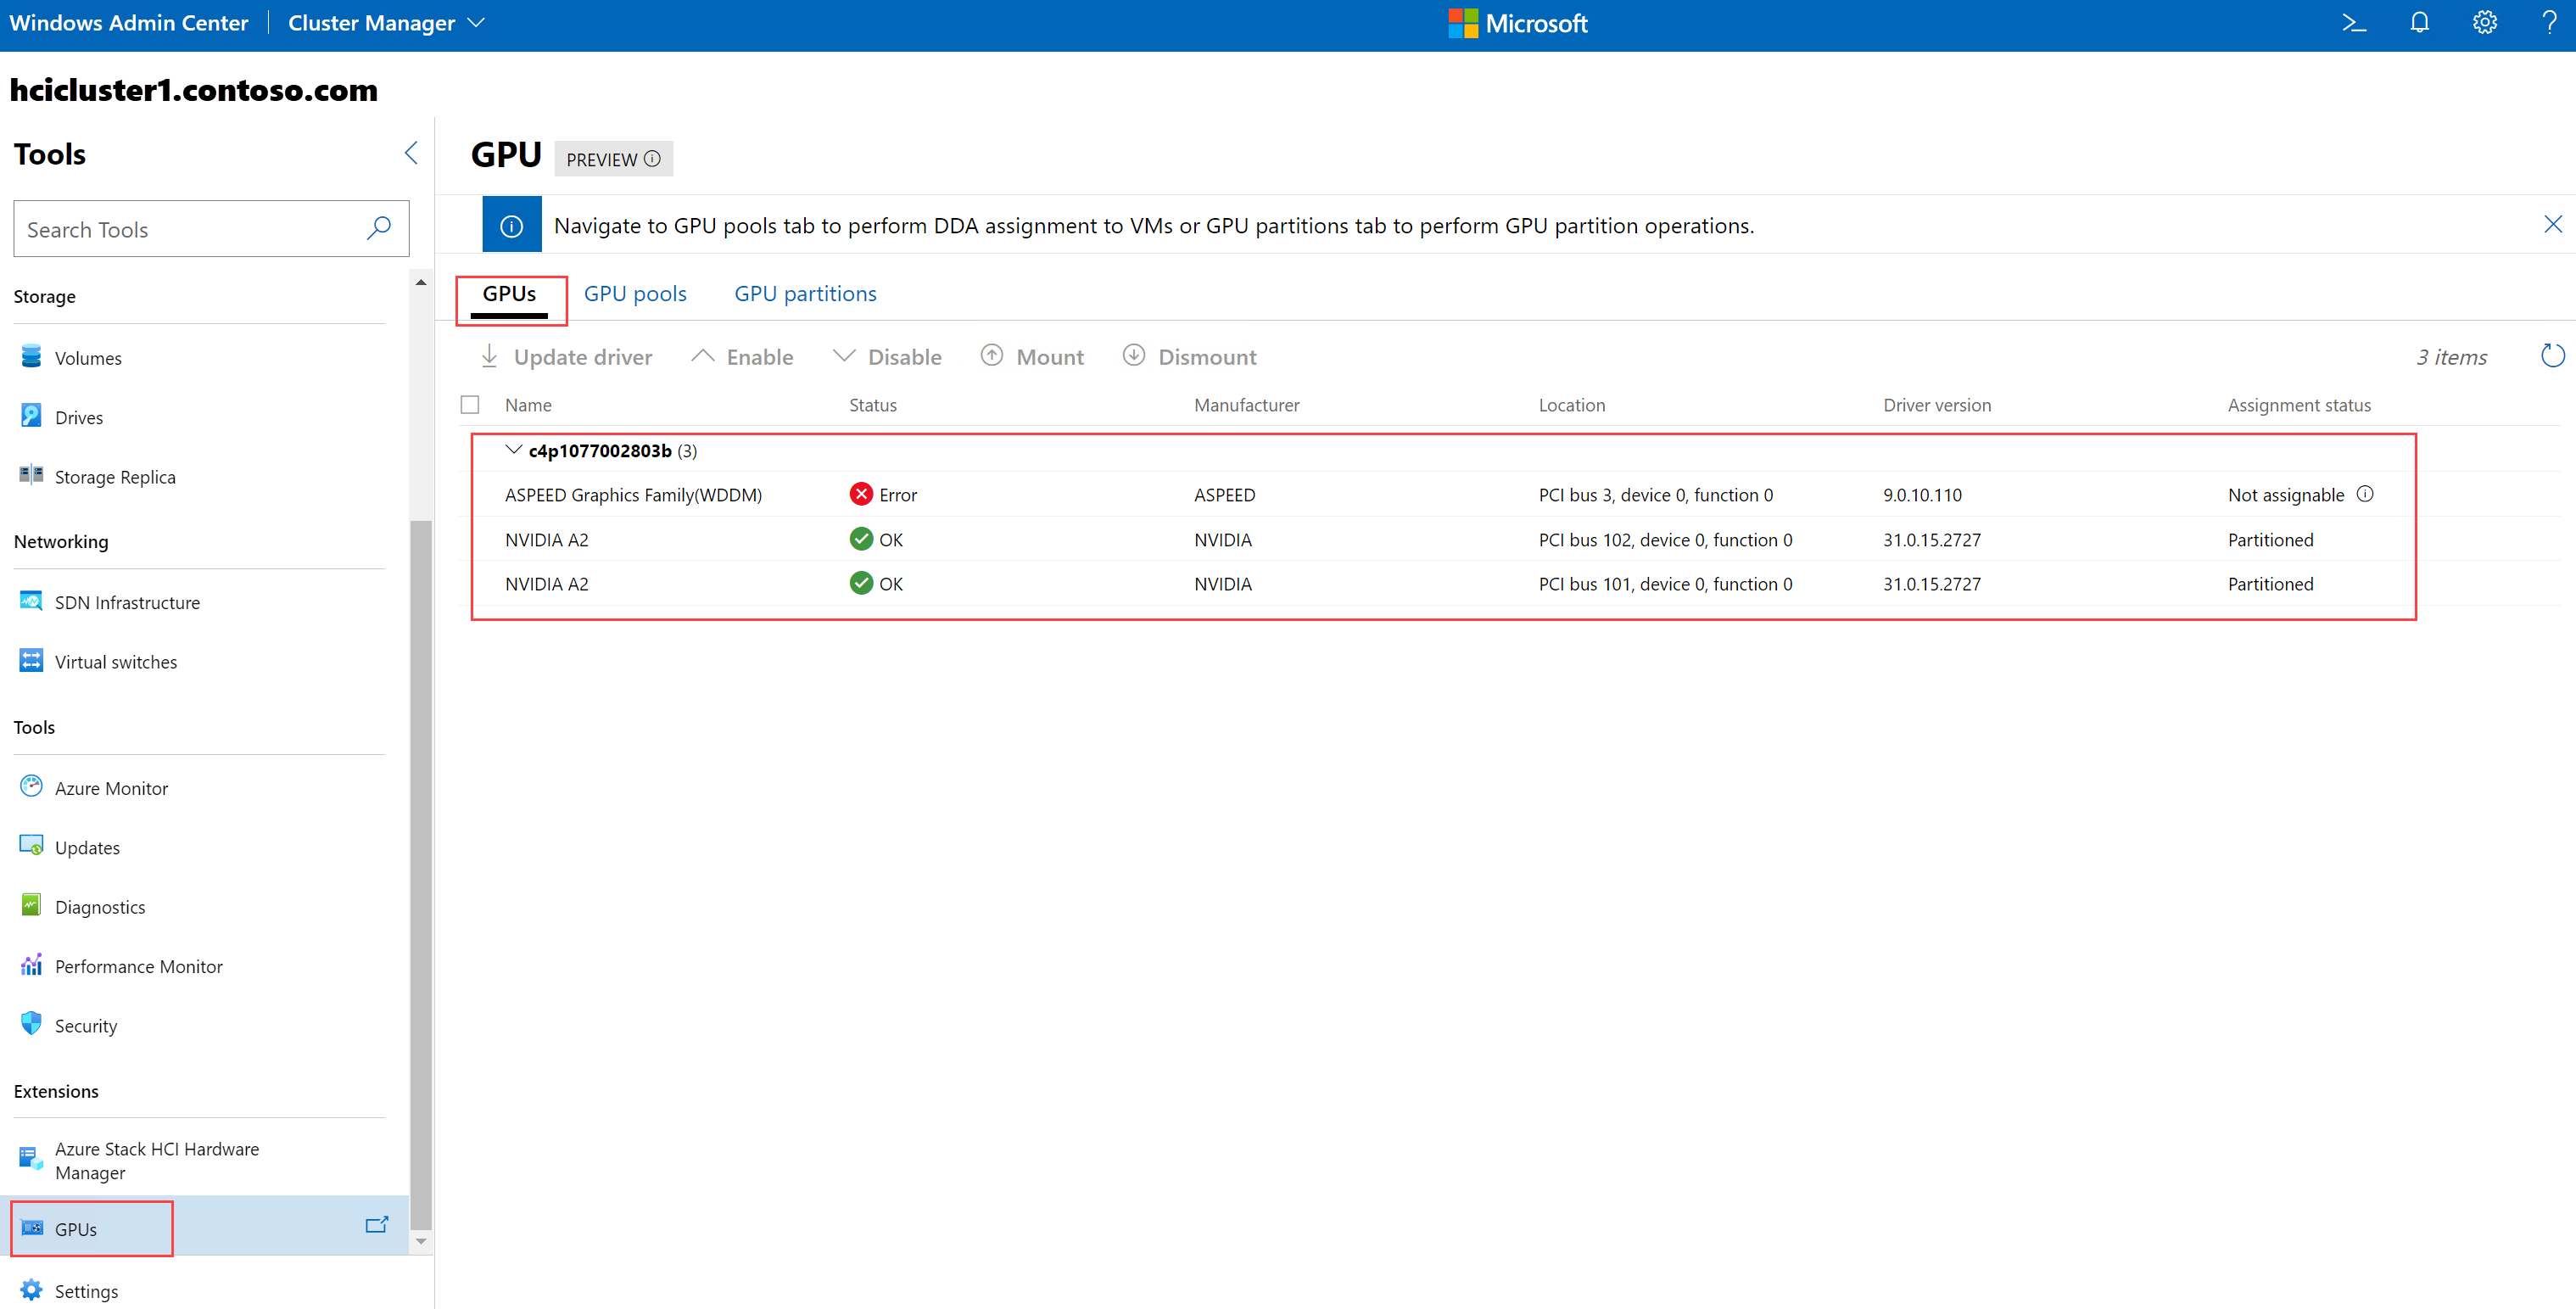 Windows Admin Center | Cluster Manager Microsoft
hcicluster1.contoso.com
Tools
Search Tools
Storage
Volumes
Drives
Storage Replica
Networking
SDN Infrastructure
Virtual switches
Tools
Azure Monitor
Updates
Diagnostics
Performance Monitor
Security
Extensions
Azure Stack HCI Hardware
Manager
GPUs
Settings
GPU PREVIEW
Navigate to GPU pools tab to perform DDA assignment to VMs or GPU partitions tab to perform GPU partition operations.
GPUs GPU pools GPU partitions
Update driver Enable Disable Mount Dismount 3 items
Name Status Manufacturer Location Driver version Assignment status
c4p1077002803b (3)
ASPEED Graphics Family(WDDM) Error ASPEED PCI bus 3, device 0, function 0 9.0.10.110 Not assignable
NVIDIA A2 OK NVIDIA PCI bus 102, device 0, function 0 31.0.15.2727 Partitioned
NVIDIA A2 OK NVIDIA PCI bus 101, device 0, function 0 31.0.15.2727 Partitioned